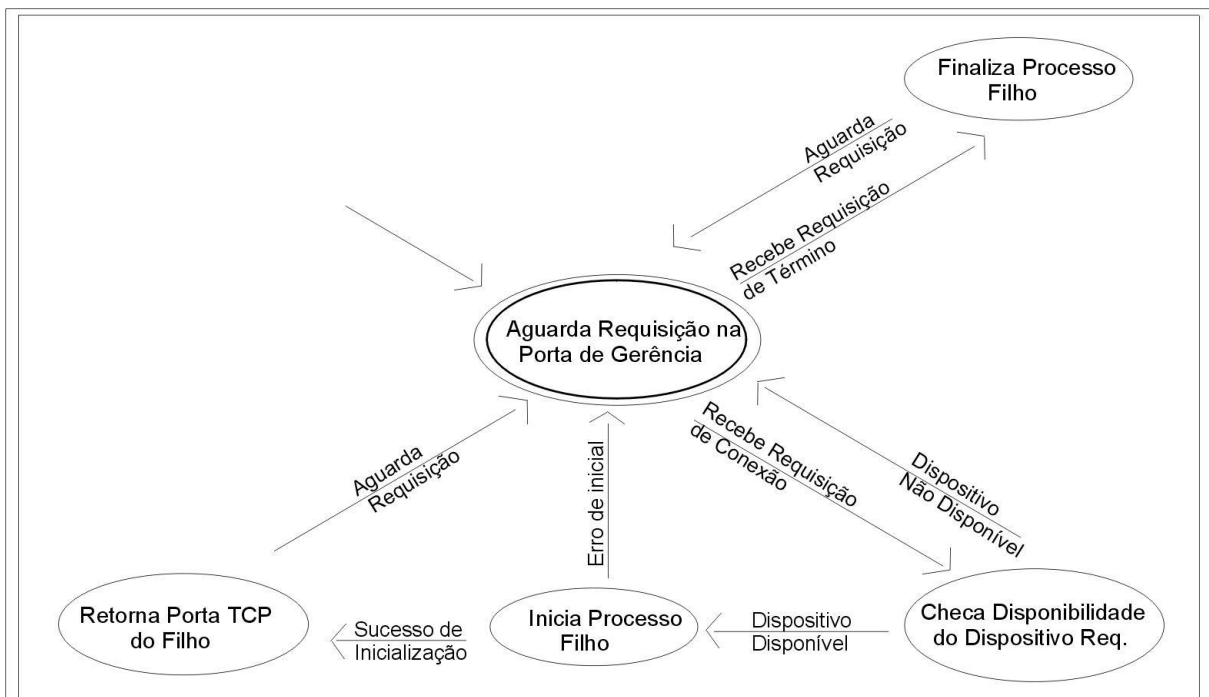 Finaliza Processo
Filho
Aguarda
Requisição
Recebe Requisição
de Término
Aguarda Requisição na
Porta de Gerência
Aguarda
Requisição
Erro de inicial
Recebe Requisição
de Conexão
Dispositivo
Não Disponível
Retorna Porta TCP
do Filho
Sucesso de
Inicialização
Inicia Processo
Filho
Dispositivo
Disponível
Checa Disponibilidade
do Dispositivo Req.